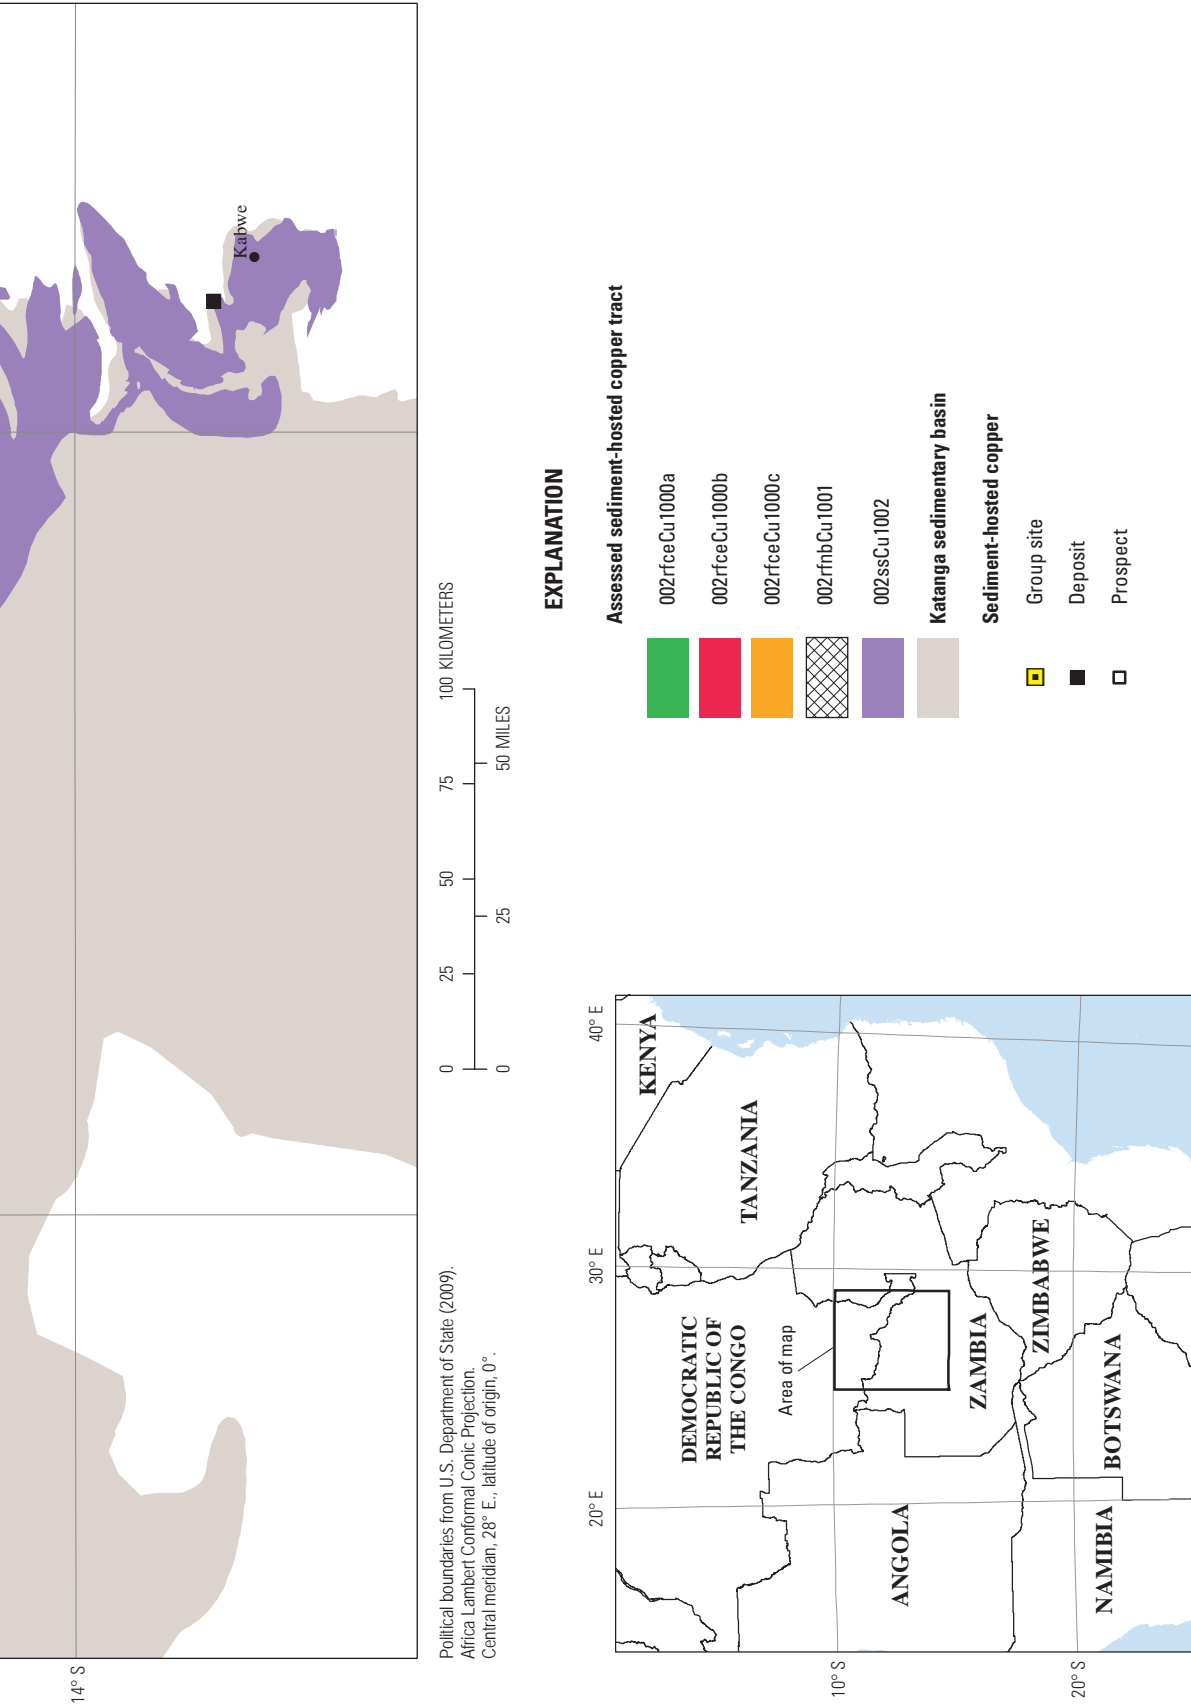 Kabwe
14° S
0 25 50 75 100 KILOMETERS
0 25 50 MILES
Political boundaries from U.S. Department of State (2009).
Africa Lambert Conformal Conic Projection.
Central meridian, 28° E., latitude of origin, 0°.
EXPLANATION
Assessed sediment-hosted copper tract
002rfceCu1000a
002rfceCu1000b
002rfceCu1000c
002rfnbCu1001
002ssCu1002
Katanga sedimentary basin
Sediment-hosted copper
Group site
Deposit
Prospect
20° E
30° E
40° E
10° S
20° S
KENYA
TANZANIA
DEMOCRATIC
REPUBLIC OF
THE CONGO
Area of map
ANGOLA
ZAMBIA
ZIMBABWE
NAMIBIA
BOTSWANA